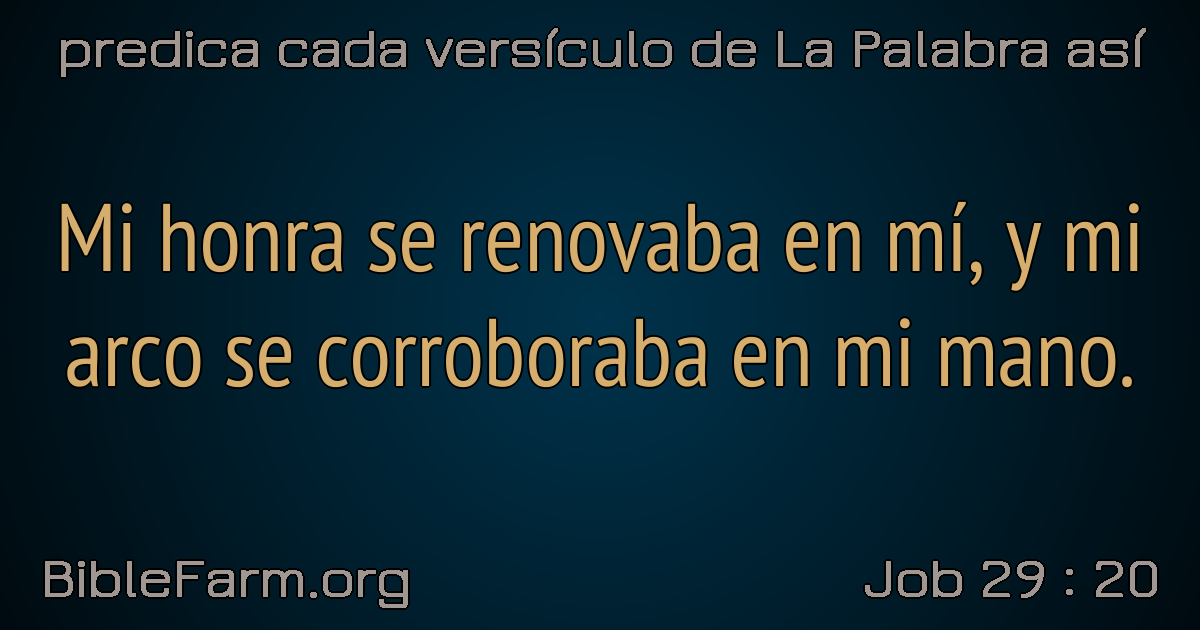 predica cada versículo de La Palabra así
Mi honra se renovaba en mí, y mi
arco se corroboraba en mi mano.
BibleFarm.org
Job 29 : 20